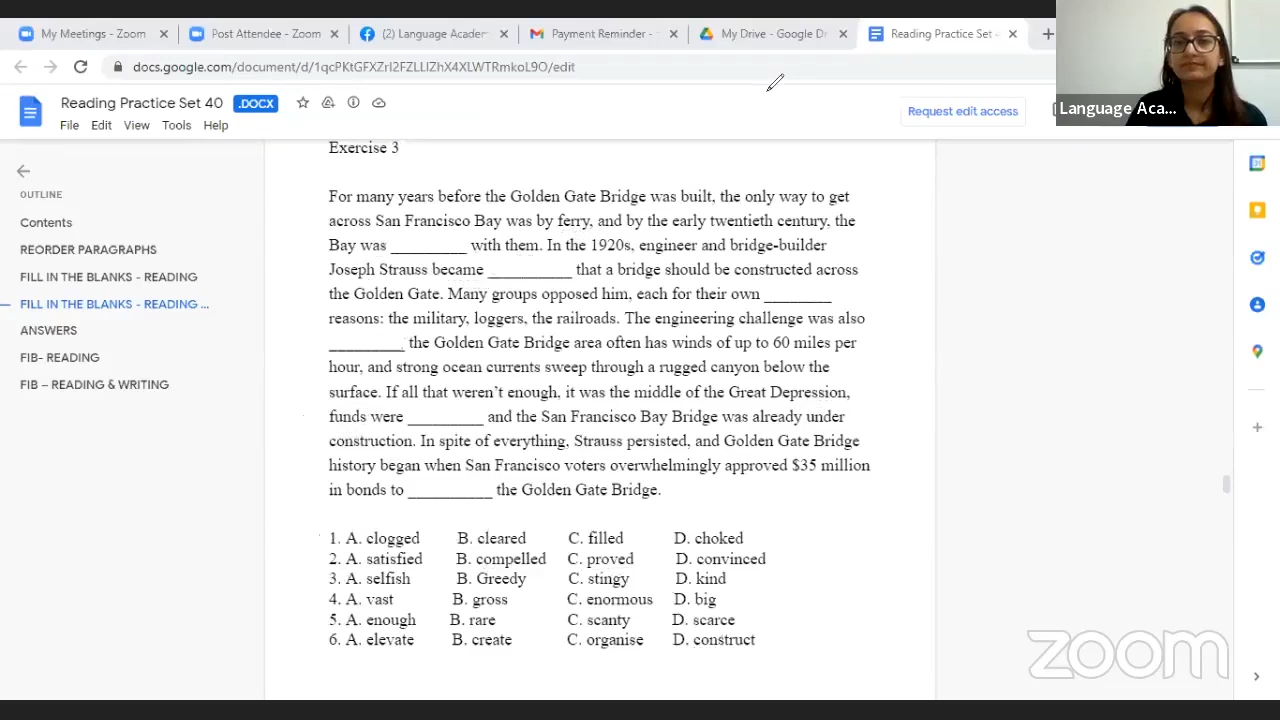 My Meetings - Zoom
Post Attendee - Zoom
(2) Language Academ
Payment Reminder -
My Drive - Google Dr
Reading Practice Set -
docs.google.com/document/d/1qcPKtGFXZrI2FZLLlZhX4XLWTRmkoL9O/edit
Reading Practice Set 40 .DOCX
File Edit View Tools Help
Request edit access
Language Aca...
OUTLINE
Contents
REORDER PARAGRAPHS
FILL IN THE BLANKS - READING
FILL IN THE BLANKS - READING ...
ANSWERS
FIB- READING
FIB – READING & WRITING
Exercise 3
For many years before the Golden Gate Bridge was built, the only way to get
across San Francisco Bay was by ferry, and by the early twentieth century, the
Bay was _________ with them. In the 1920s, engineer and bridge-builder
Joseph Strauss became __________ that a bridge should be constructed across
the Golden Gate. Many groups opposed him, each for their own ________
reasons: the military, loggers, the railroads. The engineering challenge was also
_________. the Golden Gate Bridge area often has winds of up to 60 miles per
hour, and strong ocean currents sweep through a rugged canyon below the
surface. If all that weren't enough, it was the middle of the Great Depression,
funds were _________ and the San Francisco Bay Bridge was already under
construction. In spite of everything, Strauss persisted, and Golden Gate Bridge
history began when San Francisco voters overwhelmingly approved $35 million
in bonds to __________ the Golden Gate Bridge.
1. A. clogged B. cleared C. filled D. choked
2. A. satisfied B. compelled C. proved D. convinced
3. A. selfish B. Greedy C. stingy D. kind
4. A. vast B. gross C. enormous D. big
5. A. enough B. rare C. scanty D. scarce
6. A. elevate B. create C. organise D. construct
zoom